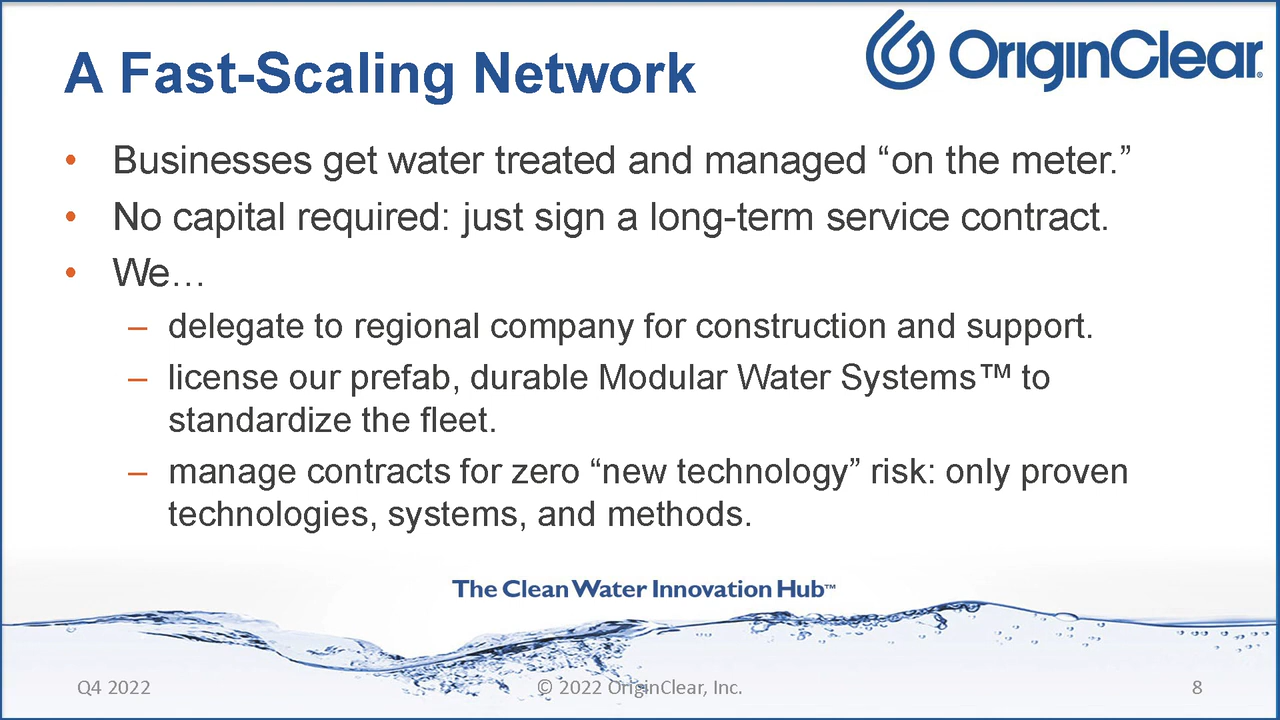 A Fast-Scaling Network
OriginClear®
• Businesses get water treated and managed “on the meter.”
• No capital required: just sign a long-term service contract.
• We…
– delegate to regional company for construction and support.
– license our prefab, durable Modular Water Systems™ to
standardize the fleet.
– manage contracts for zero “new technology” risk: only proven
technologies, systems, and methods.
The Clean Water Innovation Hub™
Q4 2022
© 2022 OriginClear, Inc.
8